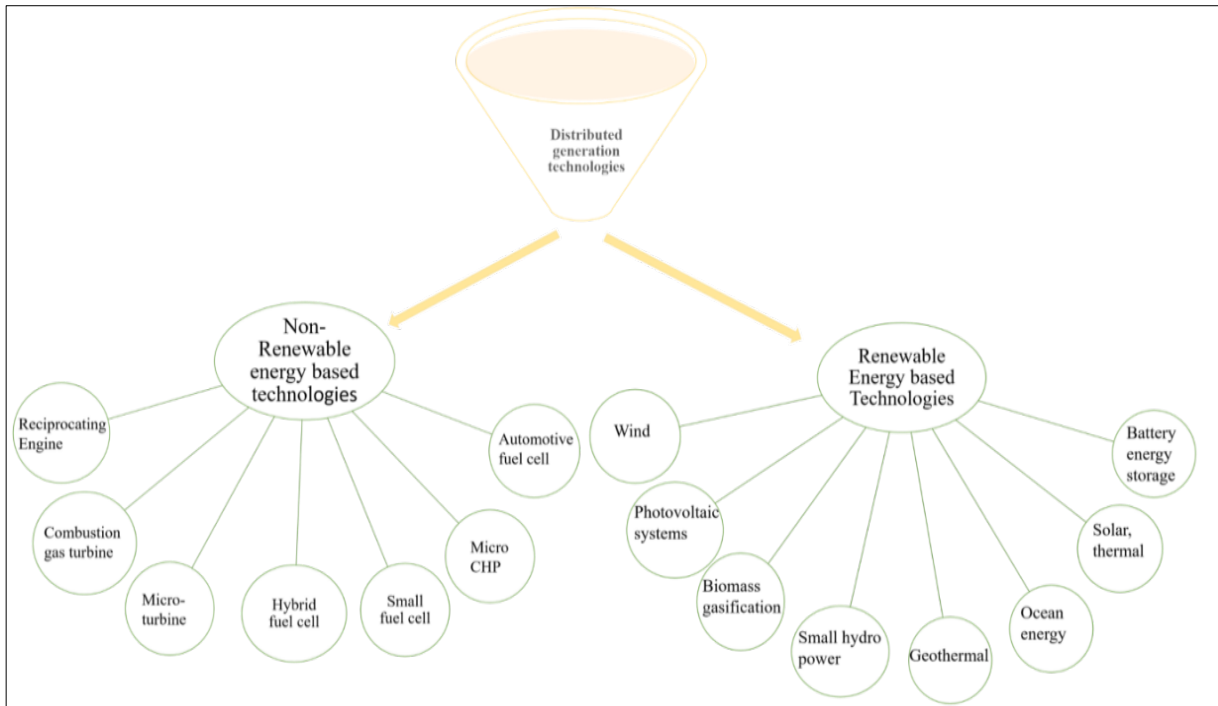 Distributed
generation
technologies
Non-
Renewable
energy based
technologies
Renewable
Energy based
Technologies
Reciprocating
Engine
Combustion
gas turbine
Micro-
turbine
Hybrid
fuel cell
Small
fuel cell
Micro
CHP
Automotive
fuel cell
Wind
Photovoltaic
systems
Biomass
gasification
Small hydro
power
Geothermal
Ocean
energy
Solar,
thermal
Battery
energy
storage